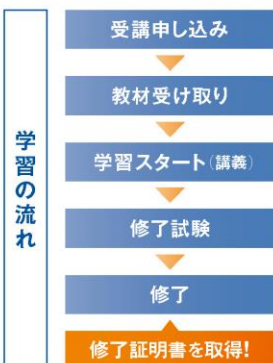 学習の流れ
受講申し込み
教材受け取り
学習スタート(講義)
修了試験
修了
修了証明書を取得!